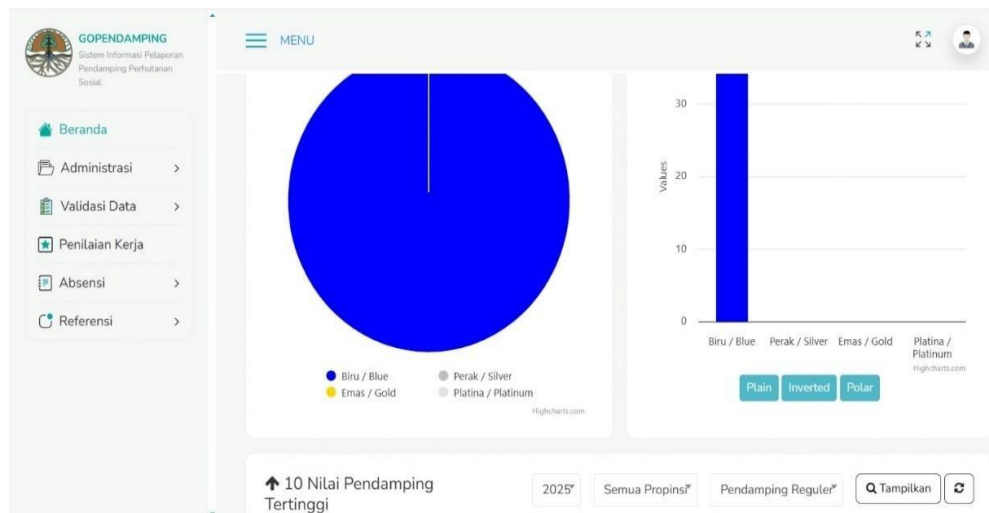 GOPENDAMPING
Sistem Informasi Pelaporan
Pendamping Perhutanan
Sosial
Beranda
Administrasi
Validasi Data
Penilaian Kerja
Absensi
Referensi
MENU
Biru / Blue
Perak / Silver
Emas / Gold
Platina / Platinum
Highcharts.com
Values
30
20
10
0
Biru / Blue
Perak / Silver
Emas / Gold
Platina /
Platinum
Highcharts.com
Plain
Inverted
Polar
10 Nilai Pendamping
Tertinggi
2025
Semua Propinsi
Pendamping Reguler
Tampilkan